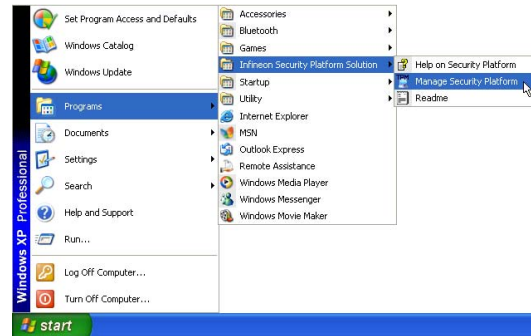 Set Program Access and Defaults
Windows Catalog
Windows Update
Programs
Documents
Settings
Search
Help and Support
Run...
Log Off Computer...
Turn Off Computer...
Windows XP Professional
start
Accessories
Bluetooth
Games
Infineon Security Platform Solution
Startup
Utility
Internet Explorer
MSN
Outlook Express
Remote Assistance
Windows Media Player
Windows Messenger
Windows Movie Maker
Help on Security Platform
Manage Security Platform
Readme